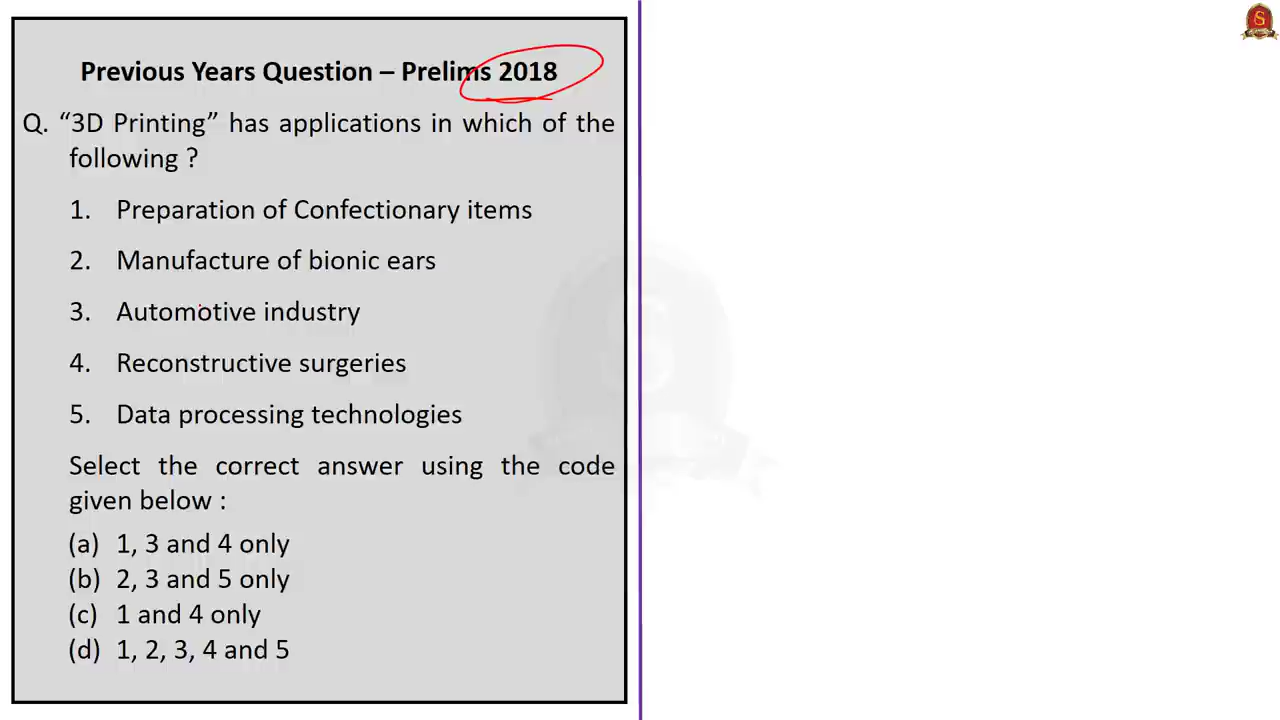 Previous Years Question – Prelims 2018
Q. “3D Printing” has applications in which of the
following ?
1. Preparation of Confectionary items
2. Manufacture of bionic ears
3. Automotive industry
4. Reconstructive surgeries
5. Data processing technologies
Select the correct answer using the code
given below :
(a) 1, 3 and 4 only
(b) 2, 3 and 5 only
(c) 1 and 4 only
(d) 1, 2, 3, 4 and 5
S